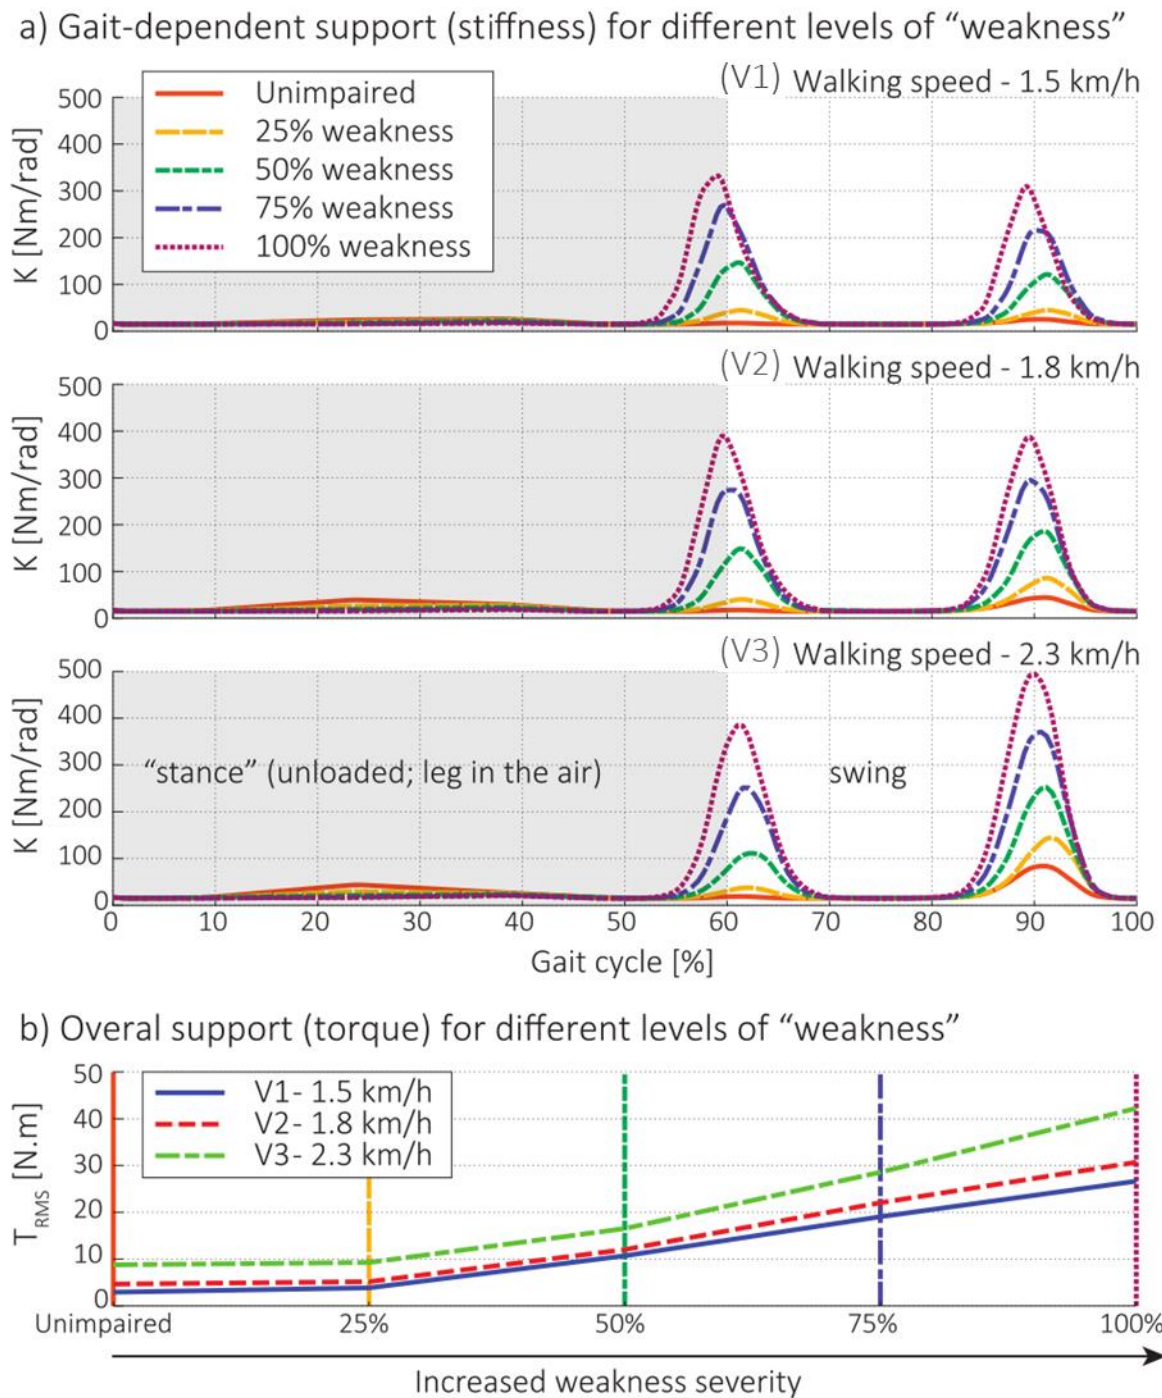 a) Gait-dependent support (stiffness) for different levels of “weakness”
(V1) Walking speed - 1.5 km/h
Unimpaired
25% weakness
50% weakness
75% weakness
100% weakness
K [Nm/rad]
500
400
300
200
100
0
(V2) Walking speed - 1.8 km/h
K [Nm/rad]
500
400
300
200
100
0
(V3) Walking speed - 2.3 km/h
K [Nm/rad]
500
400
300
200
100
0
“stance” (unloaded; leg in the air)
swing
0 10 20 30 40 50 60 70 80 90 100
Gait cycle [%]
b) Overal support (torque) for different levels of “weakness”
V1- 1.5 km/h
V2- 1.8 km/h
V3- 2.3 km/h
TRMS [N.m]
50
40
30
20
10
0
Unimpaired 25% 50% 75% 100%
Increased weakness severity